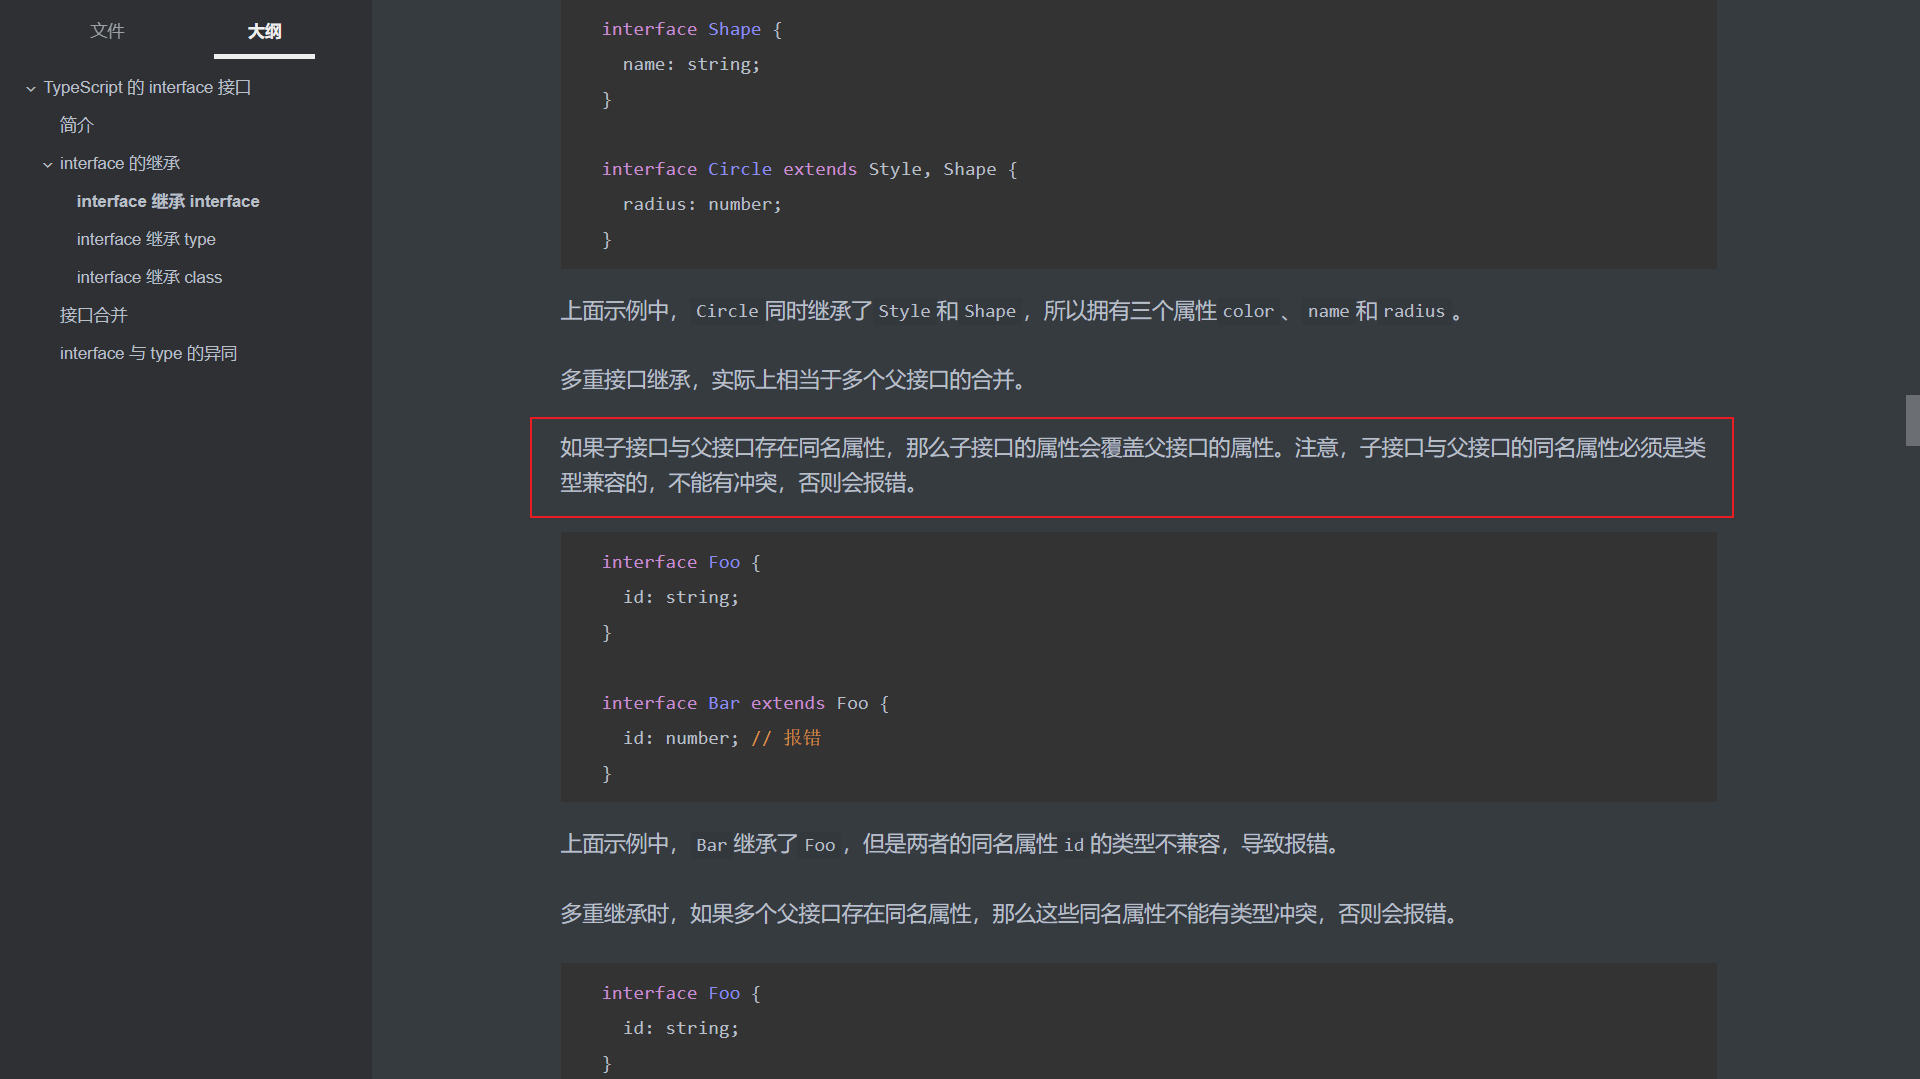 文件
大纲
TypeScript 的 interface 接口
简介
interface 的继承
interface 继承 interface
interface 继承 type
interface 继承 class
接口合并
interface 与 type 的异同
interface Shape {
name: string;
}
interface Circle extends Style, Shape {
radius: number;
}
上面示例中， Circle 同时继承了 Style 和 Shape ，所以拥有三个属性 color 、 name 和 radius 。
多重接口继承，实际上相当于多个父接口的合并。
如果子接口与父接口存在同名属性，那么子接口的属性会覆盖父接口的属性。注意，子接口与父接口的同名属性必须是类
型兼容的，不能有冲突，否则会报错。
interface Foo {
id: string;
}
interface Bar extends Foo {
id: number; // 报错
}
上面示例中， Bar 继承了 Foo ，但是两者的同名属性 id 的类型不兼容，导致报错。
多重继承时，如果多个父接口存在同名属性，那么这些同名属性不能有类型冲突，否则会报错。
interface Foo {
id: string;
}